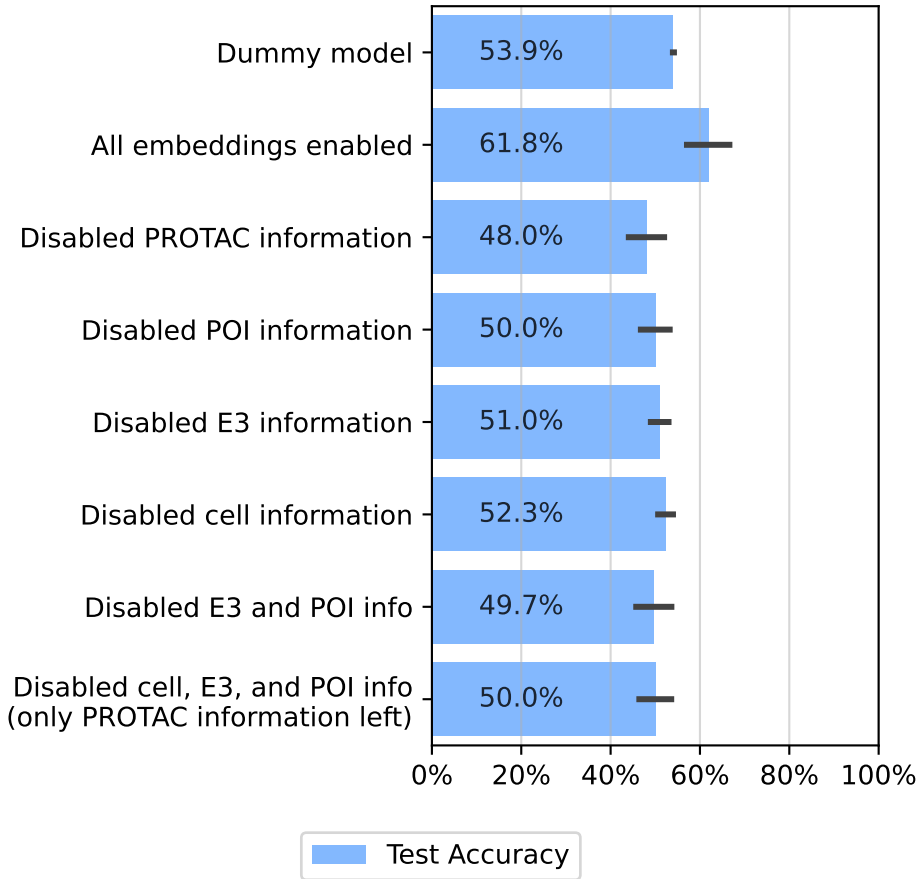 Dummy model
53.9%
All embeddings enabled
61.8%
Disabled PROTAC information
48.0%
Disabled POI information
50.0%
Disabled E3 information
51.0%
Disabled cell information
52.3%
Disabled E3 and POI info
49.7%
Disabled cell, E3, and POI info
(only PROTAC information left)
50.0%
0% 20% 40% 60% 80% 100%
Test Accuracy